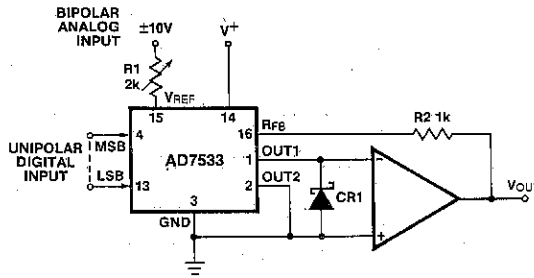 BIPOLAR
ANALOG
INPUT
±10V
V+
R1
2k
VREF
15
14
R2 1k
16
RFB
UNIPOLAR
DIGITAL
INPUT
MSB
4
AD7533
1
OUT1
−
LSB
13
2
OUT2
CR1
VOU
3
GND
+